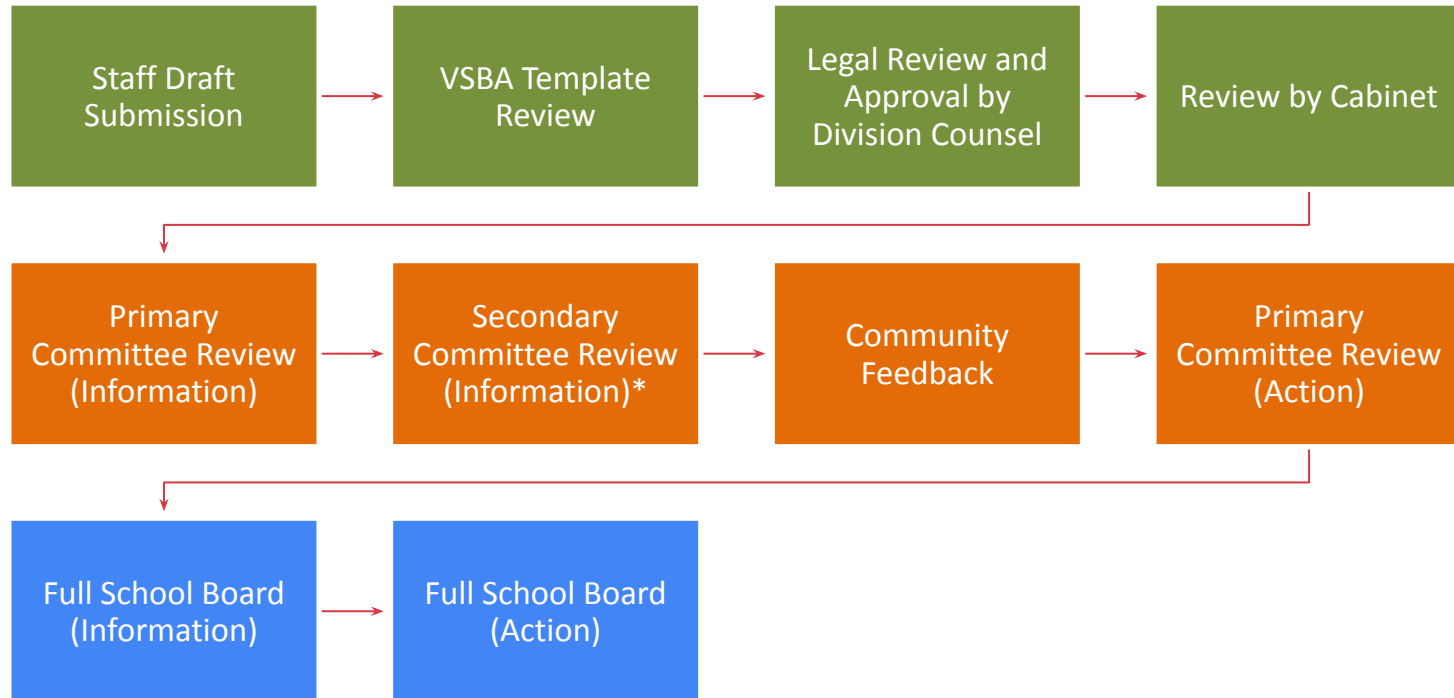 Staff Draft
Submission
VSBA Template
Review
Legal Review and
Approval by
Division Counsel
Review by Cabinet
Primary
Committee Review
(Information)
Secondary
Committee Review
(Information)*
Community
Feedback
Primary
Committee Review
(Action)
Full School Board
(Information)
Full School Board
(Action)